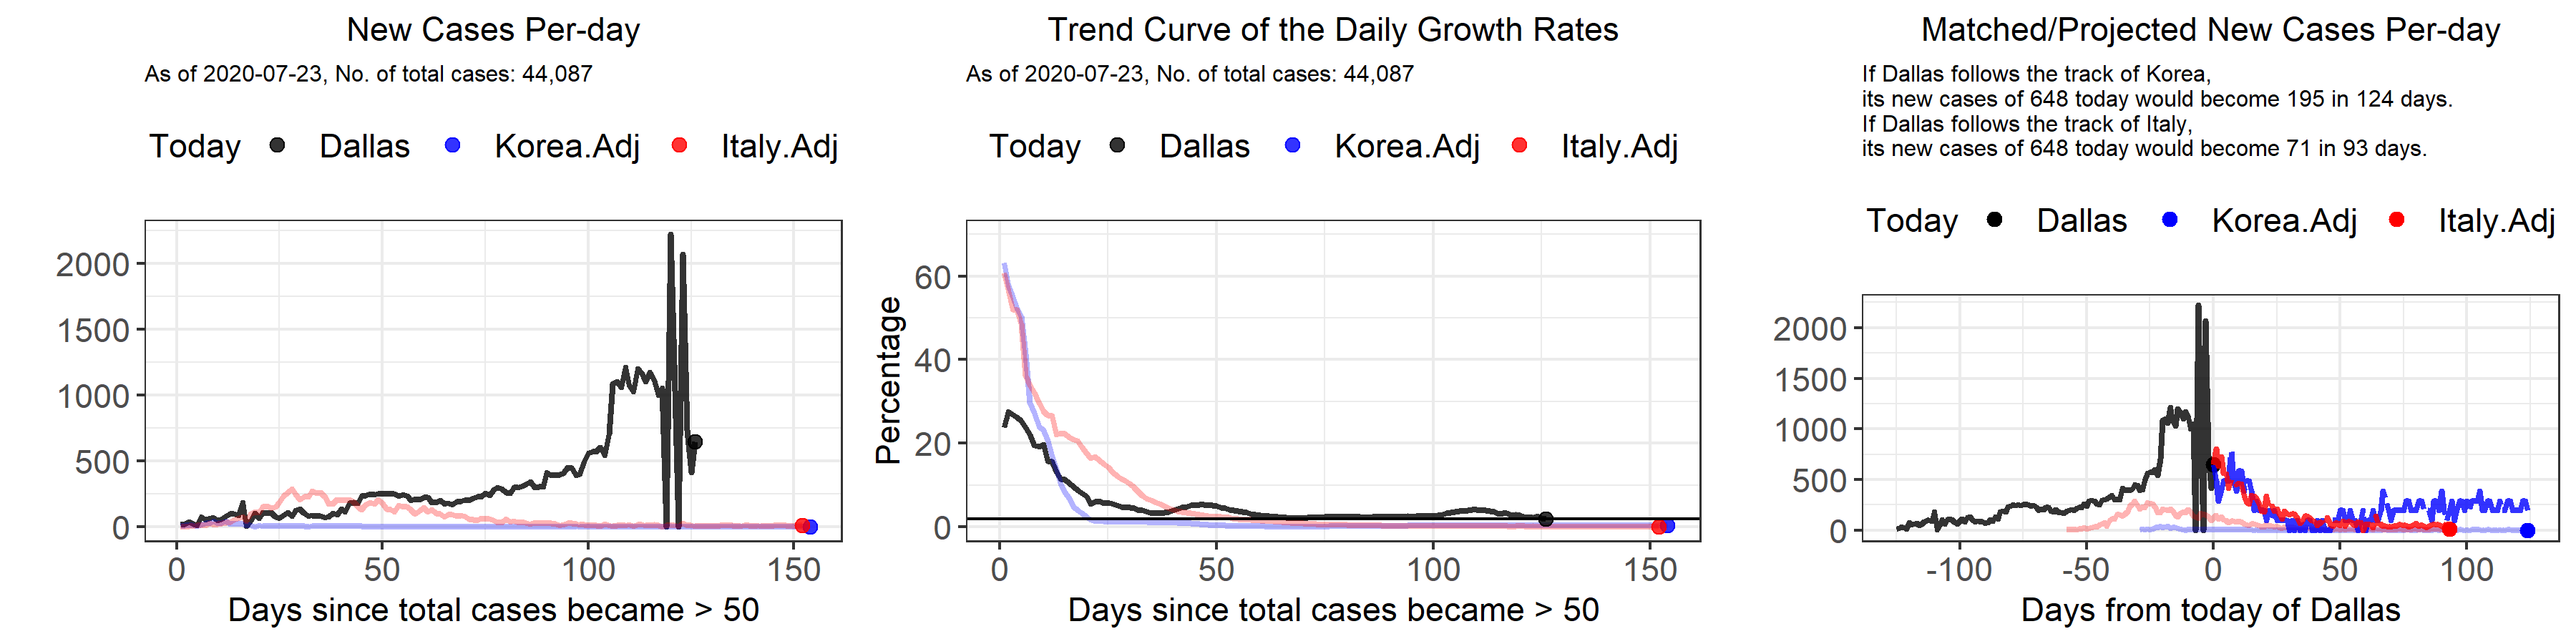 New Cases Per-day
As of 2020-07-23, No. of total cases: 44,087
Today Dallas Korea.Adj Italy.Adj
2000
1500
1000
500
0
0 50 100 150
Days since total cases became > 50
Trend Curve of the Daily Growth Rates
As of 2020-07-23, No. of total cases: 44,087
Today Dallas Korea.Adj Italy.Adj
Percentage
60
40
20
0
0 50 100 150
Days since total cases became > 50
Matched/Projected New Cases Per-day
If Dallas follows the track of Korea,
its new cases of 648 today would become 195 in 124 days.
If Dallas follows the track of Italy,
its new cases of 648 today would become 71 in 93 days.
Today Dallas Korea.Adj Italy.Adj
2000
1500
1000
500
0
-100 -50 0 50 100
Days from today of Dallas